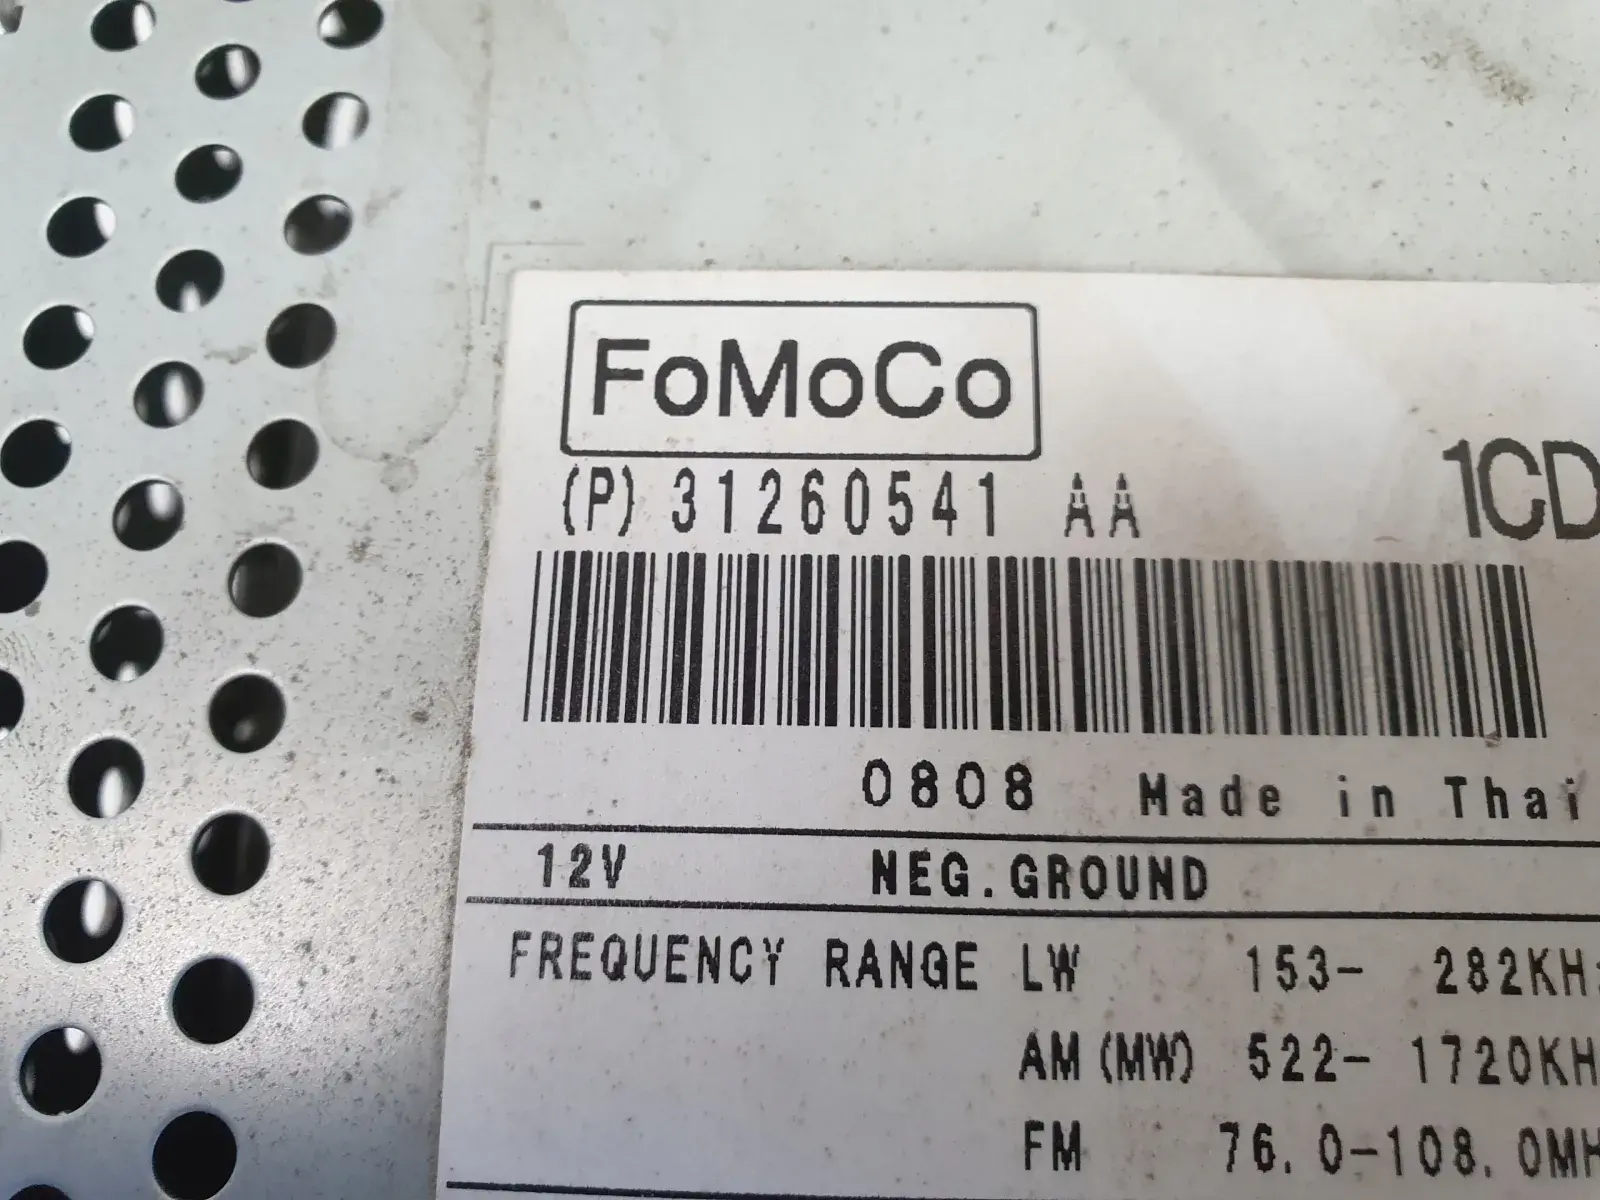 FoMoCo
(P) 31260541 AA 1CD
0808 Made in Thai
12V NEG.GROUND
FREQUENCY RANGE LW 153- 282KHz
AM (MW) 522- 1720KH
FM 76.0-108.0MH